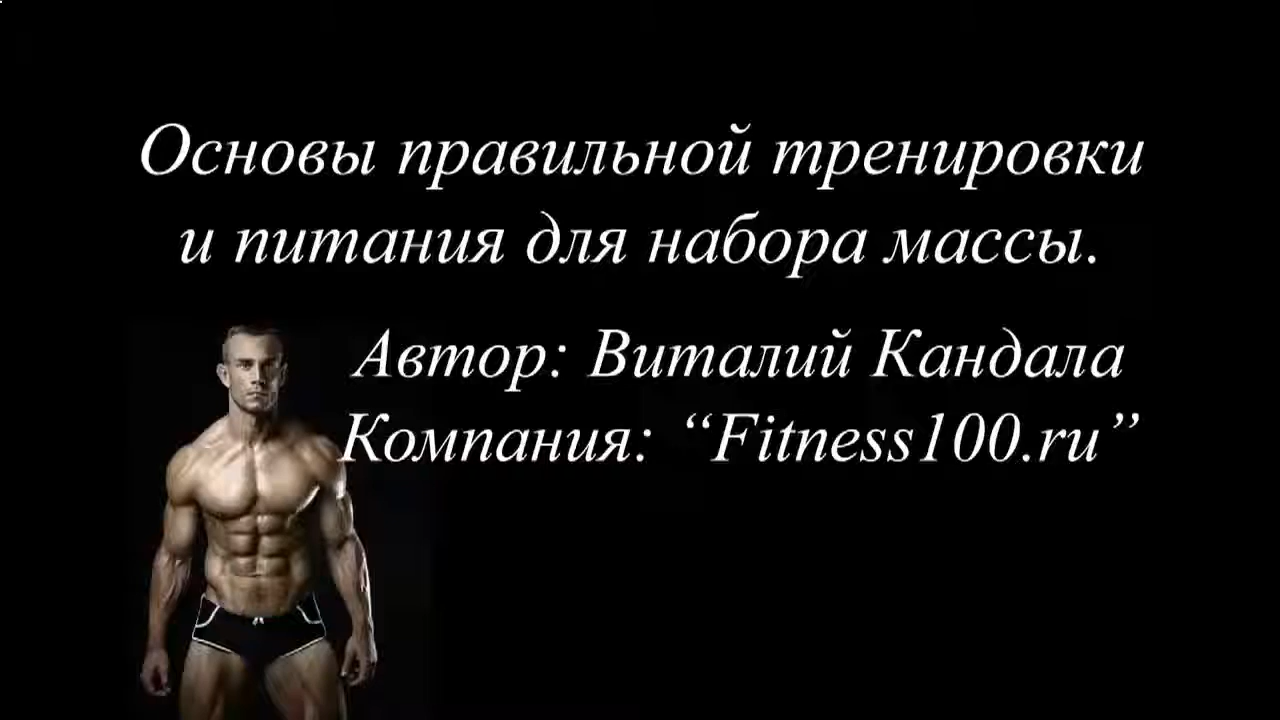 Основы правильной тренировки
и питания для набора массы.
Автор: Виталий Кандала
Компания: “Fitness100.ru”